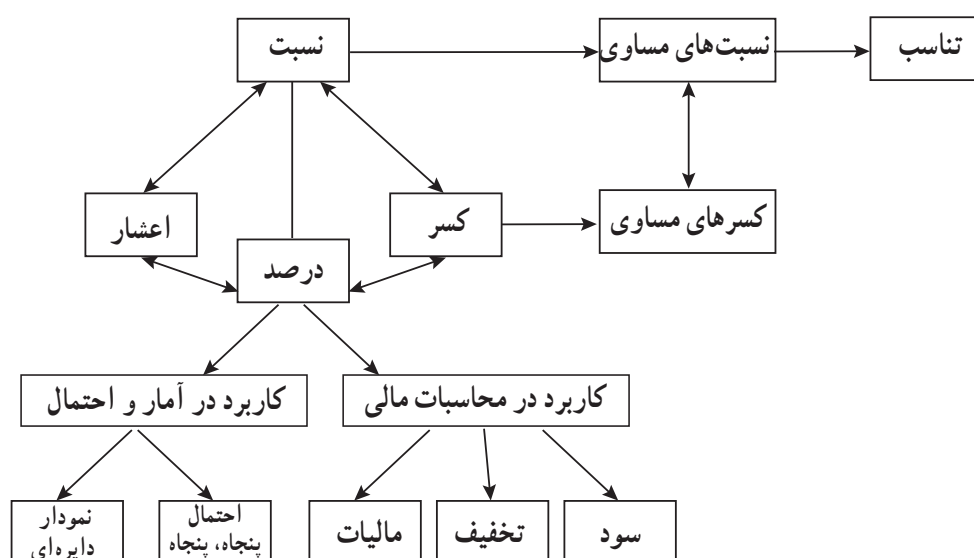 تناسب
نسبت‌های مساوی
نسبت
کسرهای مساوی
کسر
اعشار
درصد
کاربرد در محاسبات مالی
کاربرد در آمار و احتمال
سود
تخفیف
مالیات
احتمال
پنجاه، پنجاه
نمودار
دایره‌ای